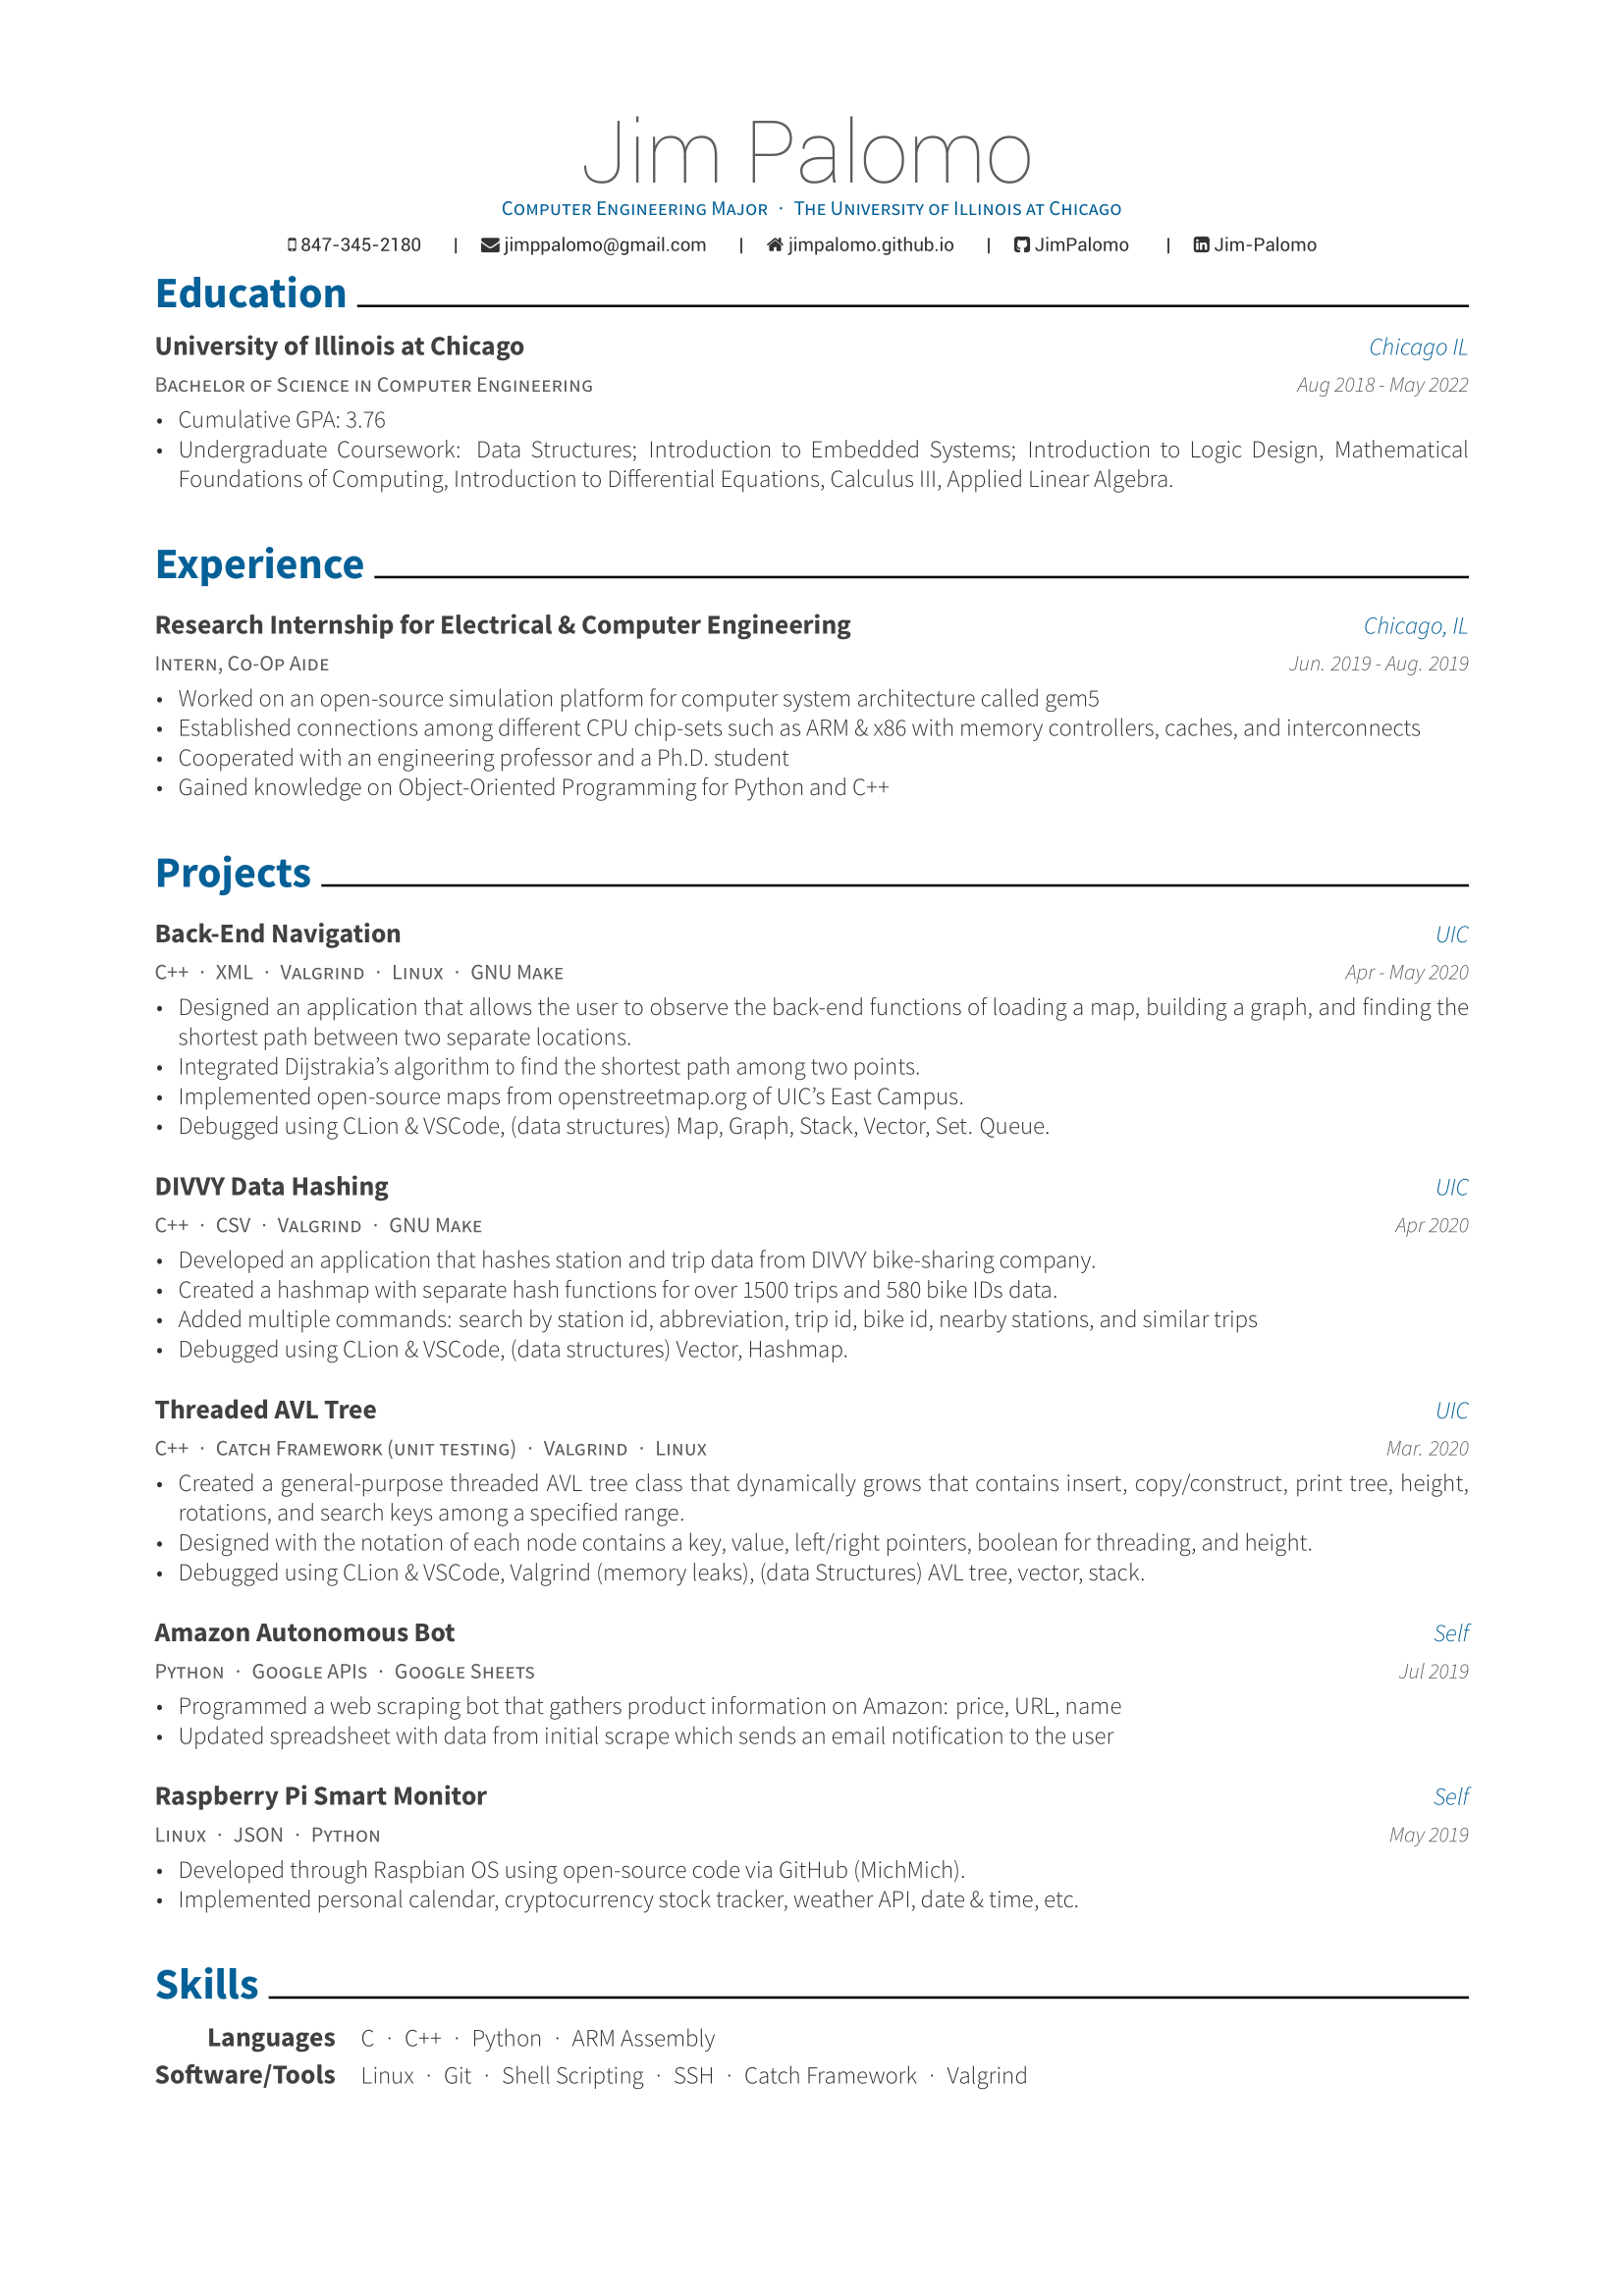 Jim Palomo
Computer Engineering Major · The University of Illinois at Chicago
847-345-2180 | jimppalomo@gmail.com | jimpalomo.github.io | JimPalomo | Jim-Palomo
Education
University of Illinois at Chicago Chicago IL
Bachelor of Science in Computer Engineering Aug 2018 - May 2022
• Cumulative GPA: 3.76
• Undergraduate Coursework: Data Structures; Introduction to Embedded Systems; Introduction to Logic Design, Mathematical
Foundations of Computing, Introduction to Differential Equations, Calculus III, Applied Linear Algebra.
Experience
Research Internship for Electrical & Computer Engineering Chicago, IL
Intern, Co-Op Aide Jun. 2019 - Aug. 2019
• Worked on an open-source simulation platform for computer system architecture called gem5
• Established connections among different CPU chip-sets such as ARM & x86 with memory controllers, caches, and interconnects
• Cooperated with an engineering professor and a Ph.D. student
• Gained knowledge on Object-Oriented Programming for Python and C++
Projects
Back-End Navigation UIC
C++ · XML · Valgrind · Linux · GNU Make Apr - May 2020
• Designed an application that allows the user to observe the back-end functions of loading a map, building a graph, and finding the
shortest path between two separate locations.
• Integrated Dijstrakia's algorithm to find the shortest path among two points.
• Implemented open-source maps from openstreetmap.org of UIC's East Campus.
• Debugged using CLion & VSCode, (data structures) Map, Graph, Stack, Vector, Set. Queue.
DIVVY Data Hashing UIC
C++ · CSV · Valgrind · GNU Make Apr 2020
• Developed an application that hashes station and trip data from DIVVY bike-sharing company.
• Created a hashmap with separate hash functions for over 1500 trips and 580 bike IDs data.
• Added multiple commands: search by station id, abbreviation, trip id, bike id, nearby stations, and similar trips
• Debugged using CLion & VSCode, (data structures) Vector, Hashmap.
Threaded AVL Tree UIC
C++ · Catch Framework (unit testing) · Valgrind · Linux Mar. 2020
• Created a general-purpose threaded AVL tree class that dynamically grows that contains insert, copy/construct, print tree, height,
rotations, and search keys among a specified range.
• Designed with the notation of each node contains a key, value, left/right pointers, boolean for threading, and height.
• Debugged using CLion & VSCode, Valgrind (memory leaks), (data Structures) AVL tree, vector, stack.
Amazon Autonomous Bot Self
Python · Google APIs · Google Sheets Jul 2019
• Programmed a web scraping bot that gathers product information on Amazon: price, URL, name
• Updated spreadsheet with data from initial scrape which sends an email notification to the user
Raspberry Pi Smart Monitor Self
Linux · JSON · Python May 2019
• Developed through Raspbian OS using open-source code via GitHub (MichMich).
• Implemented personal calendar, cryptocurrency stock tracker, weather API, date & time, etc.
Skills
Languages C · C++ · Python · ARM Assembly
Software/Tools Linux · Git · Shell Scripting · SSH · Catch Framework · Valgrind